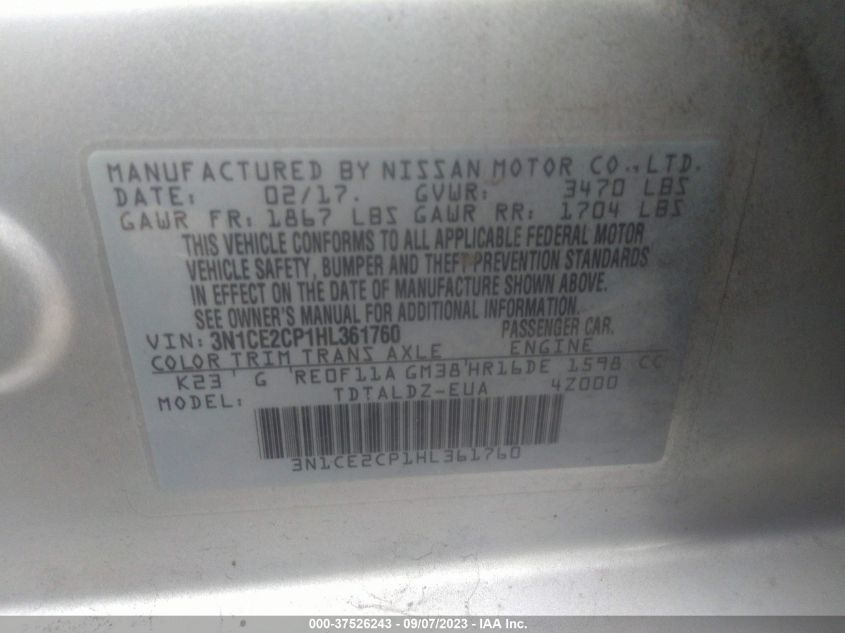 MANUFACTURED BY NISSAN MOTOR CO., LTD.
DATE: 02/17. GVWR: 3470 LBS
GAWR FR: 1867 LBS GAWR RR: 1704 LBS
THIS VEHICLE CONFORMS TO ALL APPLICABLE FEDERAL MOTOR
VEHICLE SAFETY, BUMPER AND THEFT PREVENTION STANDARDS
IN EFFECT ON THE DATE OF MANUFACTURE SHOWN ABOVE.
SEE OWNER'S MANUAL FOR ADDITIONAL INFORMATION.
VIN: 3N1CE2CP1HL361760 PASSENGER CAR.
COLOR TRIM TRANS AXLE ENGINE
K23 ' G ' RE0F11A GM38 ' HR16DE 1598 CC
MODEL: TDTALDZ-EUA 4Z000
3N1CE2CP1HL361760
000-37526243 - 09/07/2023 - IAA Inc.